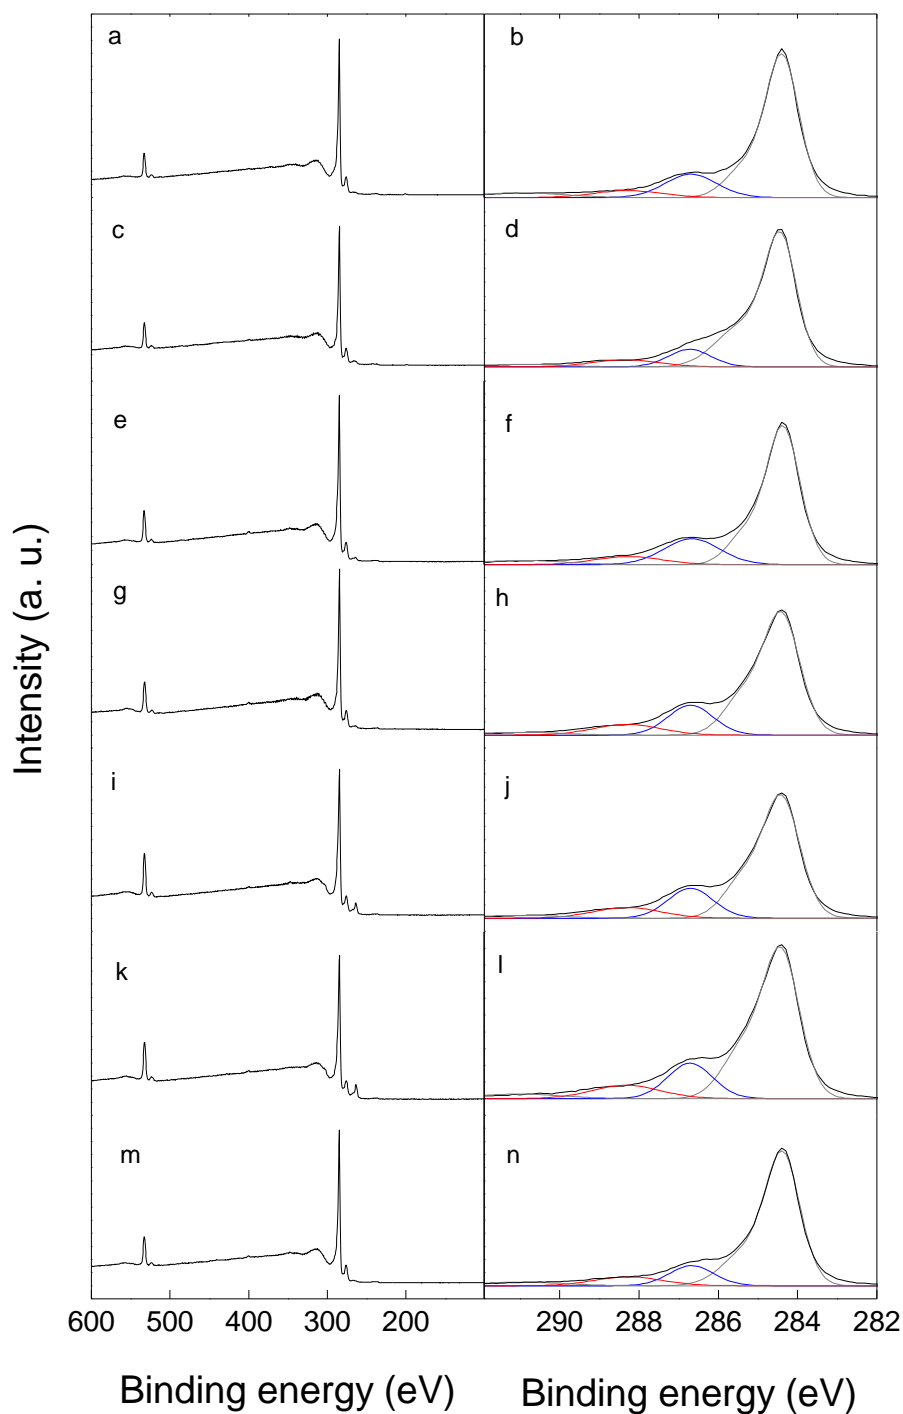 a
b
c
d
e
f
g
h
i
j
k
l
m
n
Intensity (a. u.)
600 500 400 300 200
290 288 286 284 282
Binding energy (eV)
Binding energy (eV)